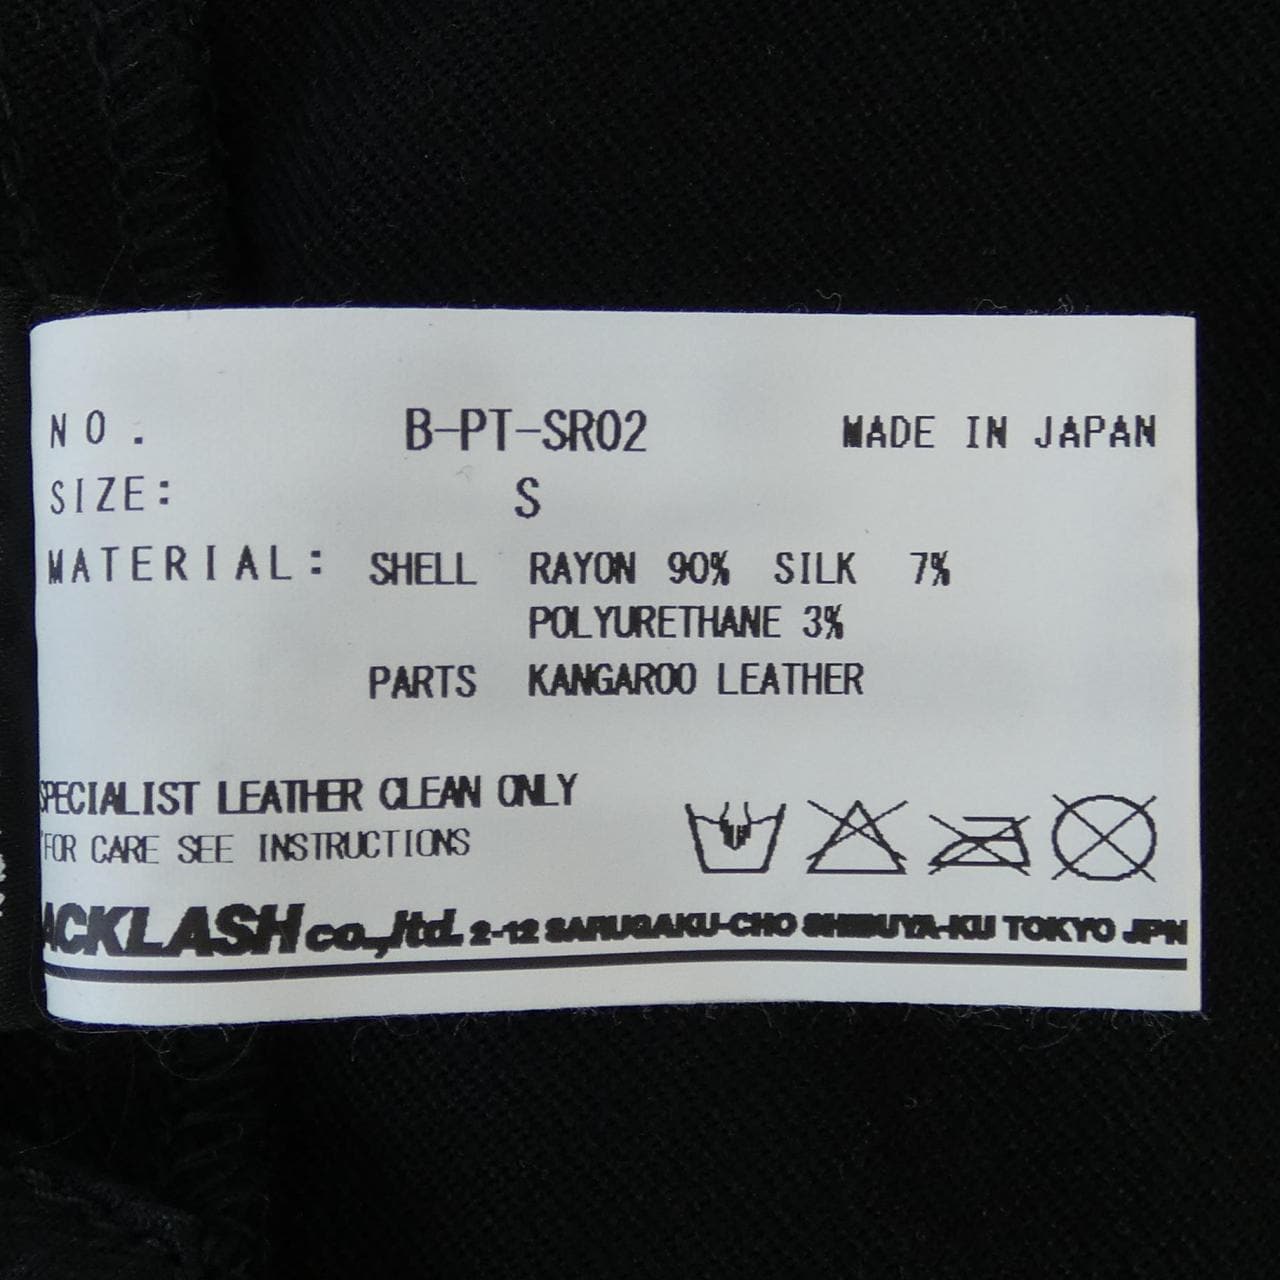 NO. B-PT-SR02 MADE IN JAPAN
SIZE: S
MATERIAL: SHELL RAYON 90% SILK 7%
POLYURETHANE 3%
PARTS KANGAROO LEATHER
SPECIALIST LEATHER CLEAN ONLY
*FOR CARE SEE INSTRUCTIONS
ACKLASH co.,ltd. 2-12 SARUGAKU-CHO SHIBUYA-KU TOKYO JPN